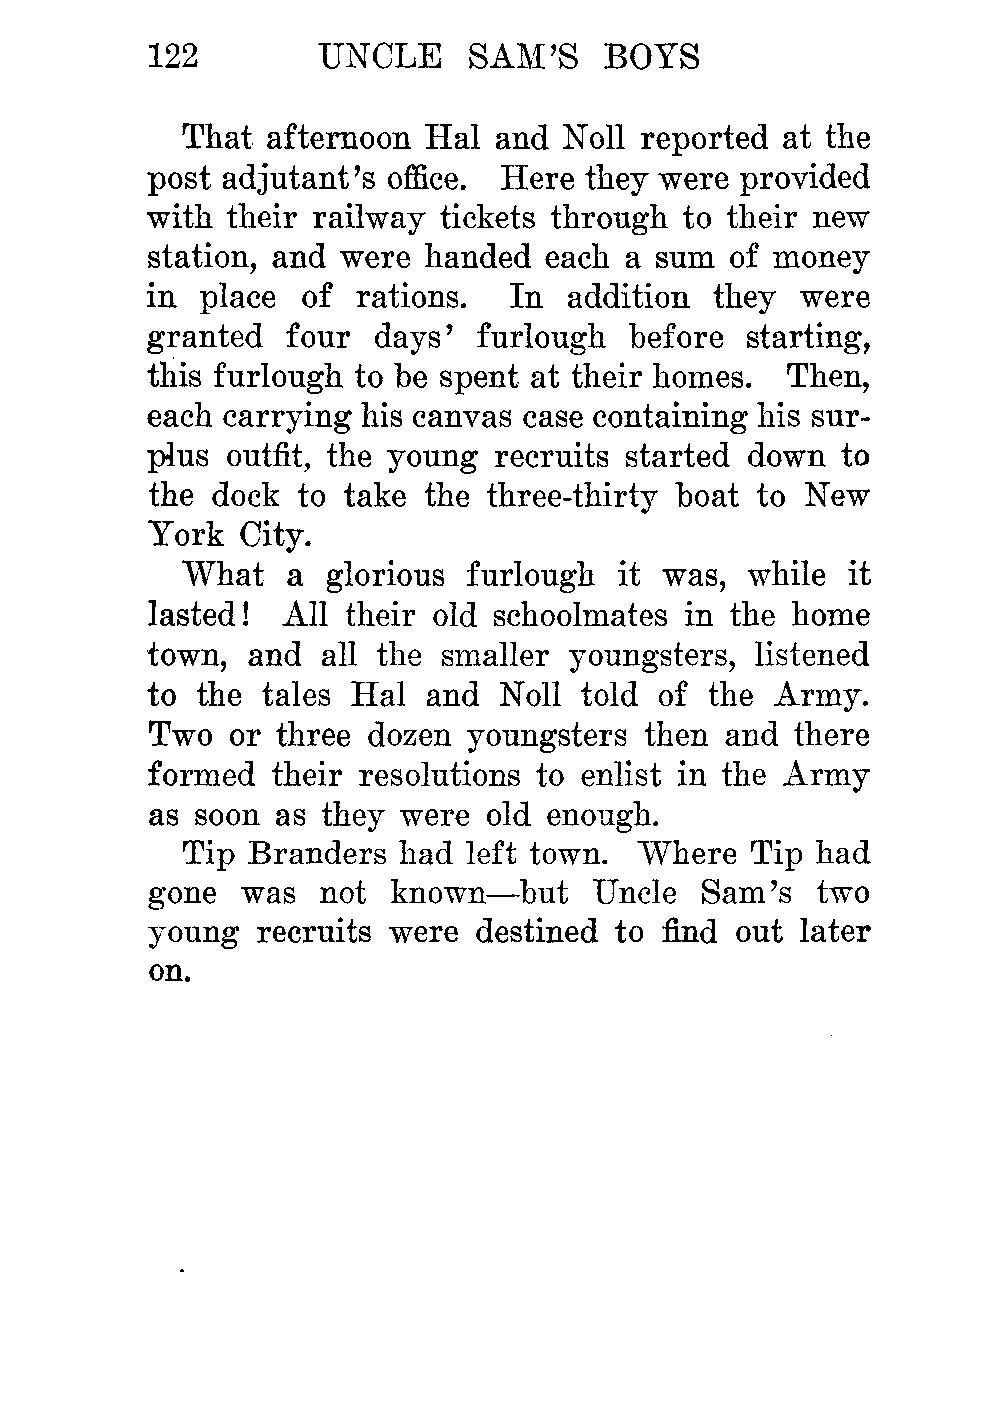 122 UNCLE SAM'S BOYS
That afternoon Hal and Noll reported at the
post adjutant's office. Here they were provided
with their railway tickets through to their new
station, and were handed each a sum of money
in place of rations. In addition they were
granted four days' furlough before starting,
this furlough to be spent at their homes. Then,
each carrying his canvas case containing his sur-
plus outfit, the young recruits started down to
the dock to take the three-thirty boat to New
York City.
What a glorious furlough it was, while it
lasted! All their old schoolmates in the home
town, and all the smaller youngsters, listened
to the tales Hal and Noll told of the Army.
Two or three dozen youngsters then and there
formed their resolutions to enlist in the Army
as soon as they were old enough.
Tip Branders had left town. Where Tip had
gone was not known—but Uncle Sam's two
young recruits were destined to find out later
on.